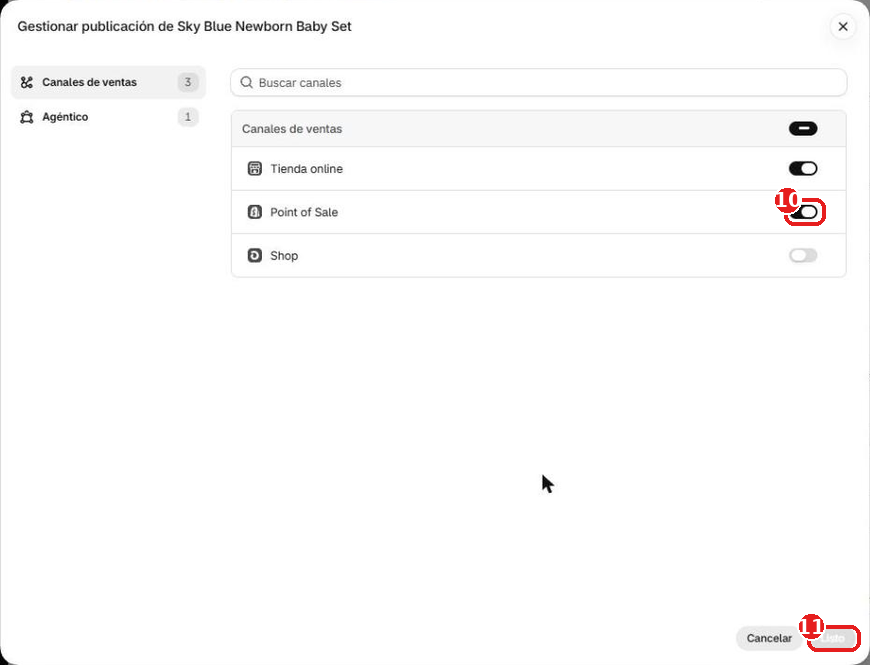 Gestionar publicación de Sky Blue Newborn Baby Set
Canales de ventas 3
Agéntico 1
Buscar canales
Canales de ventas
Tienda online
Point of Sale
10
Shop
Cancelar
11
Listo